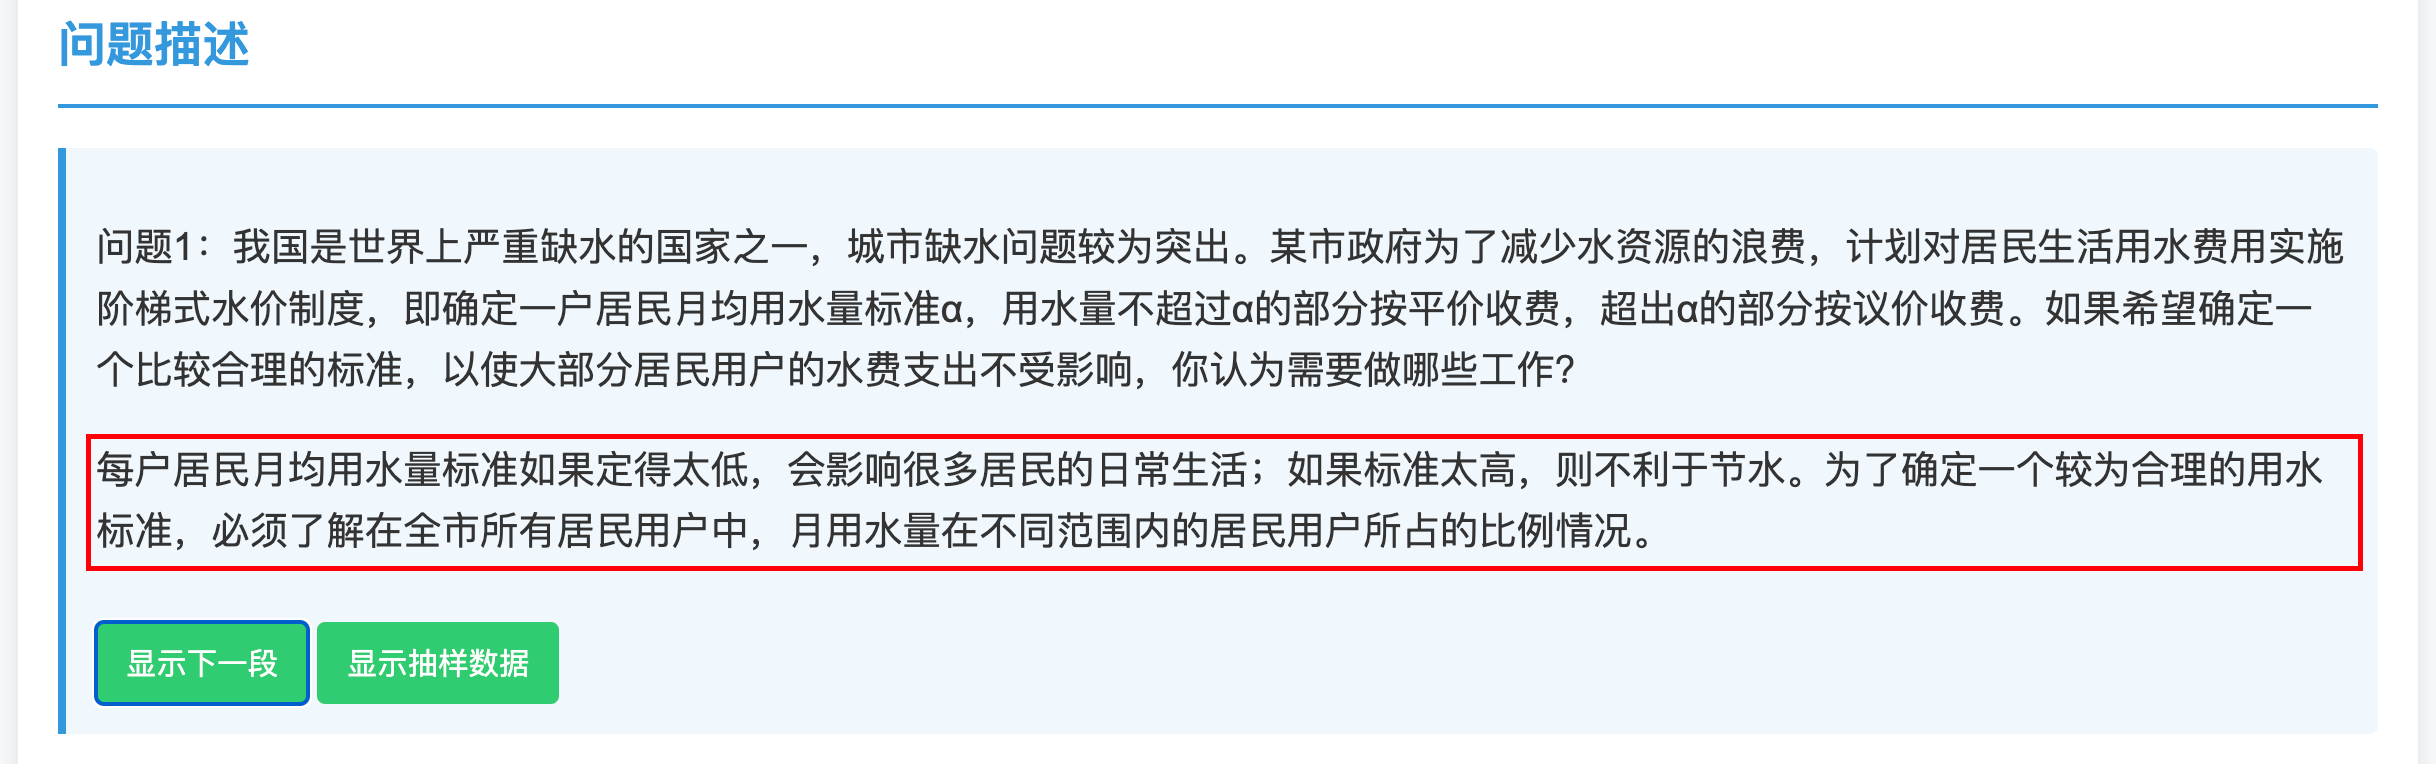 问题描述
问题1：我国是世界上严重缺水的国家之一，城市缺水问题较为突出。某市政府为了减少水资源的浪费，计划对居民生活用水费用实施
阶梯式水价制度，即确定一户居民月均用水量标准α，用水量不超过α的部分按平价收费，超出α的部分按议价收费。如果希望确定一
个比较合理的标准，以使大部分居民用户的水费支出不受影响，你认为需要做哪些工作？
每户居民月均用水量标准如果定得太低，会影响很多居民的日常生活；如果标准太高，则不利于节水。为了确定一个较为合理的用水
标准，必须了解在全市所有居民用户中，月用水量在不同范围内的居民用户所占的比例情况。
显示下一段 显示抽样数据